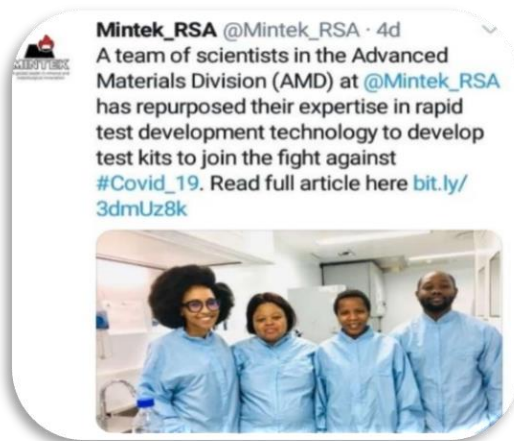 Mintek_RSA @Mintek_RSA · 4d
MINTEK
A team of scientists in the Advanced
Materials Division (AMD) at @Mintek_RSA
has repurposed their expertise in rapid
test development technology to develop
test kits to join the fight against
#Covid_19. Read full article here bit.ly/
3dmUz8k